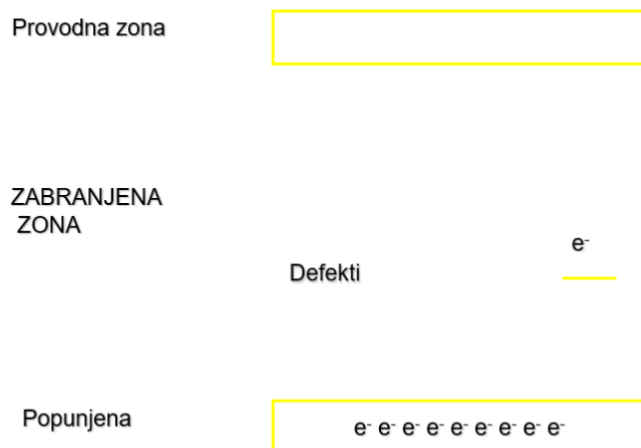 Provodna zona
ZABRANJENA
ZONA
e-
Defekti
Popunjena
e- e- e- e- e- e- e- e- e-